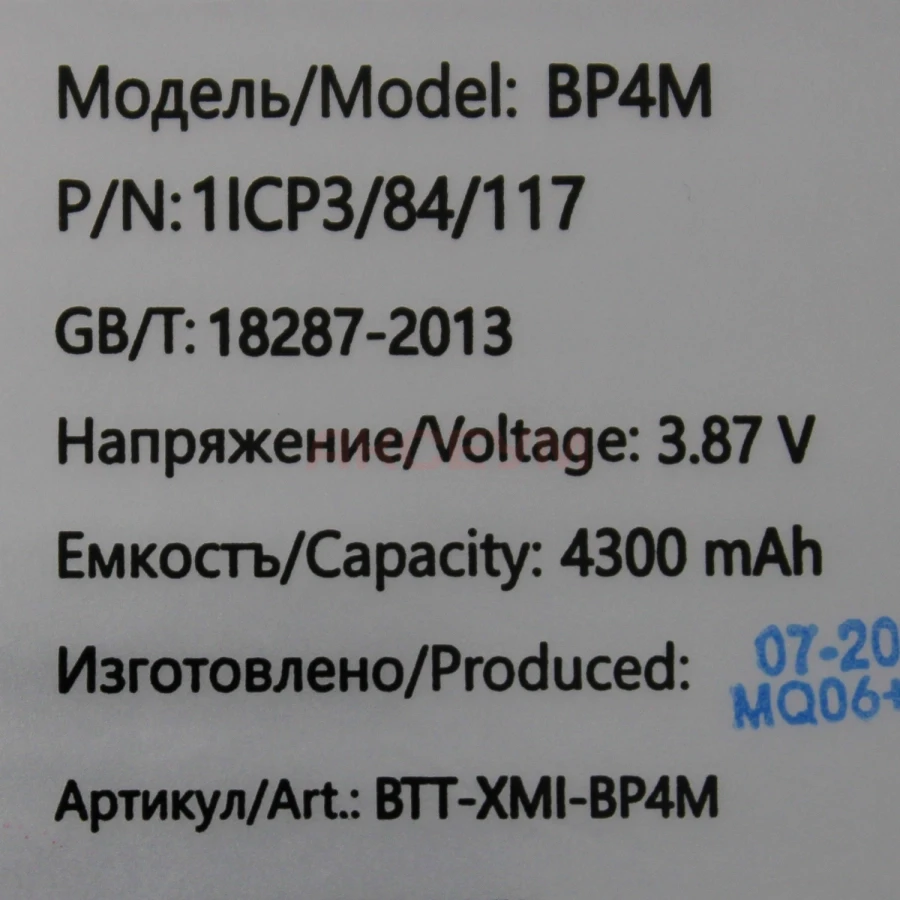 Модель/Model: BP4M
P/N:1ICP3/84/117
GB/T: 18287-2013
Напряжение/Voltage: 3.87 V
Емкость/Capacity: 4300 mAh
Изготовлено/Produced: 07-20
MQ06+
Артикул/Art.: BTT-XMI-BP4M